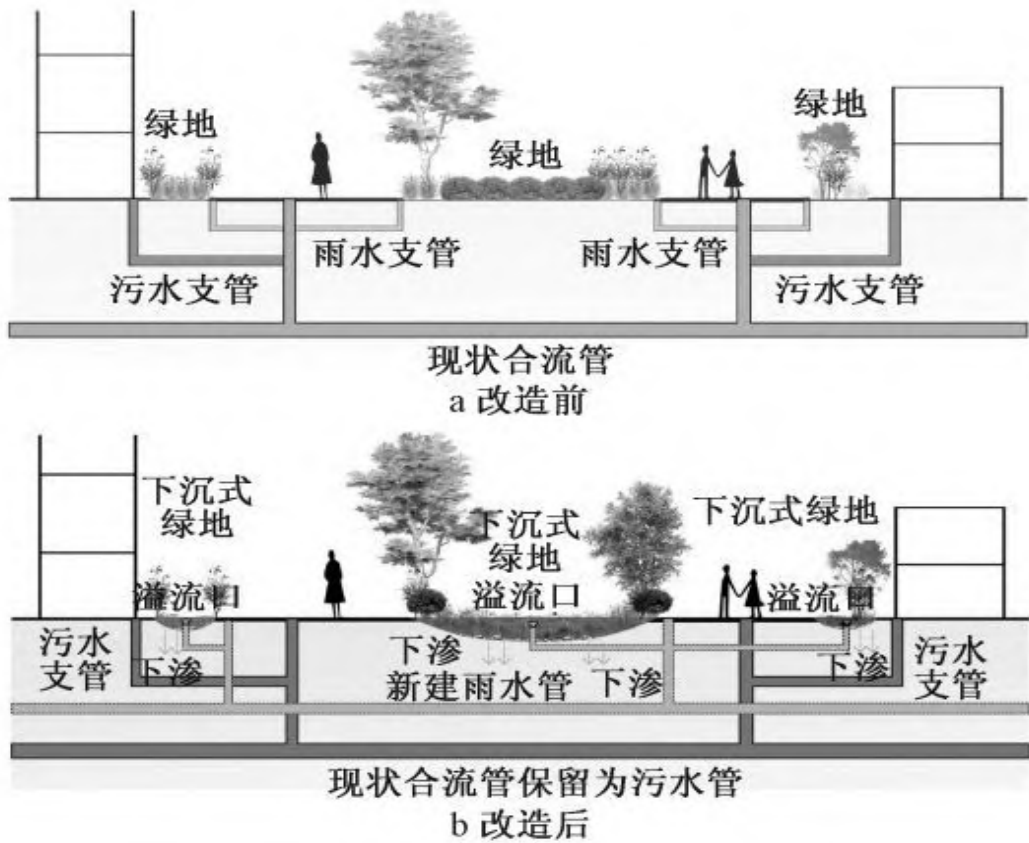 绿地
绿地
绿地
雨水支管
雨水支管
污水支管
污水支管
现状合流管
a 改造前
下沉式
绿地
下沉式
绿地
下沉式绿地
溢流口
溢流口
溢流口
污水
支管
下渗
下渗
新建雨水管
下渗
下渗
污水
支管
现状合流管保留为污水管
b 改造后